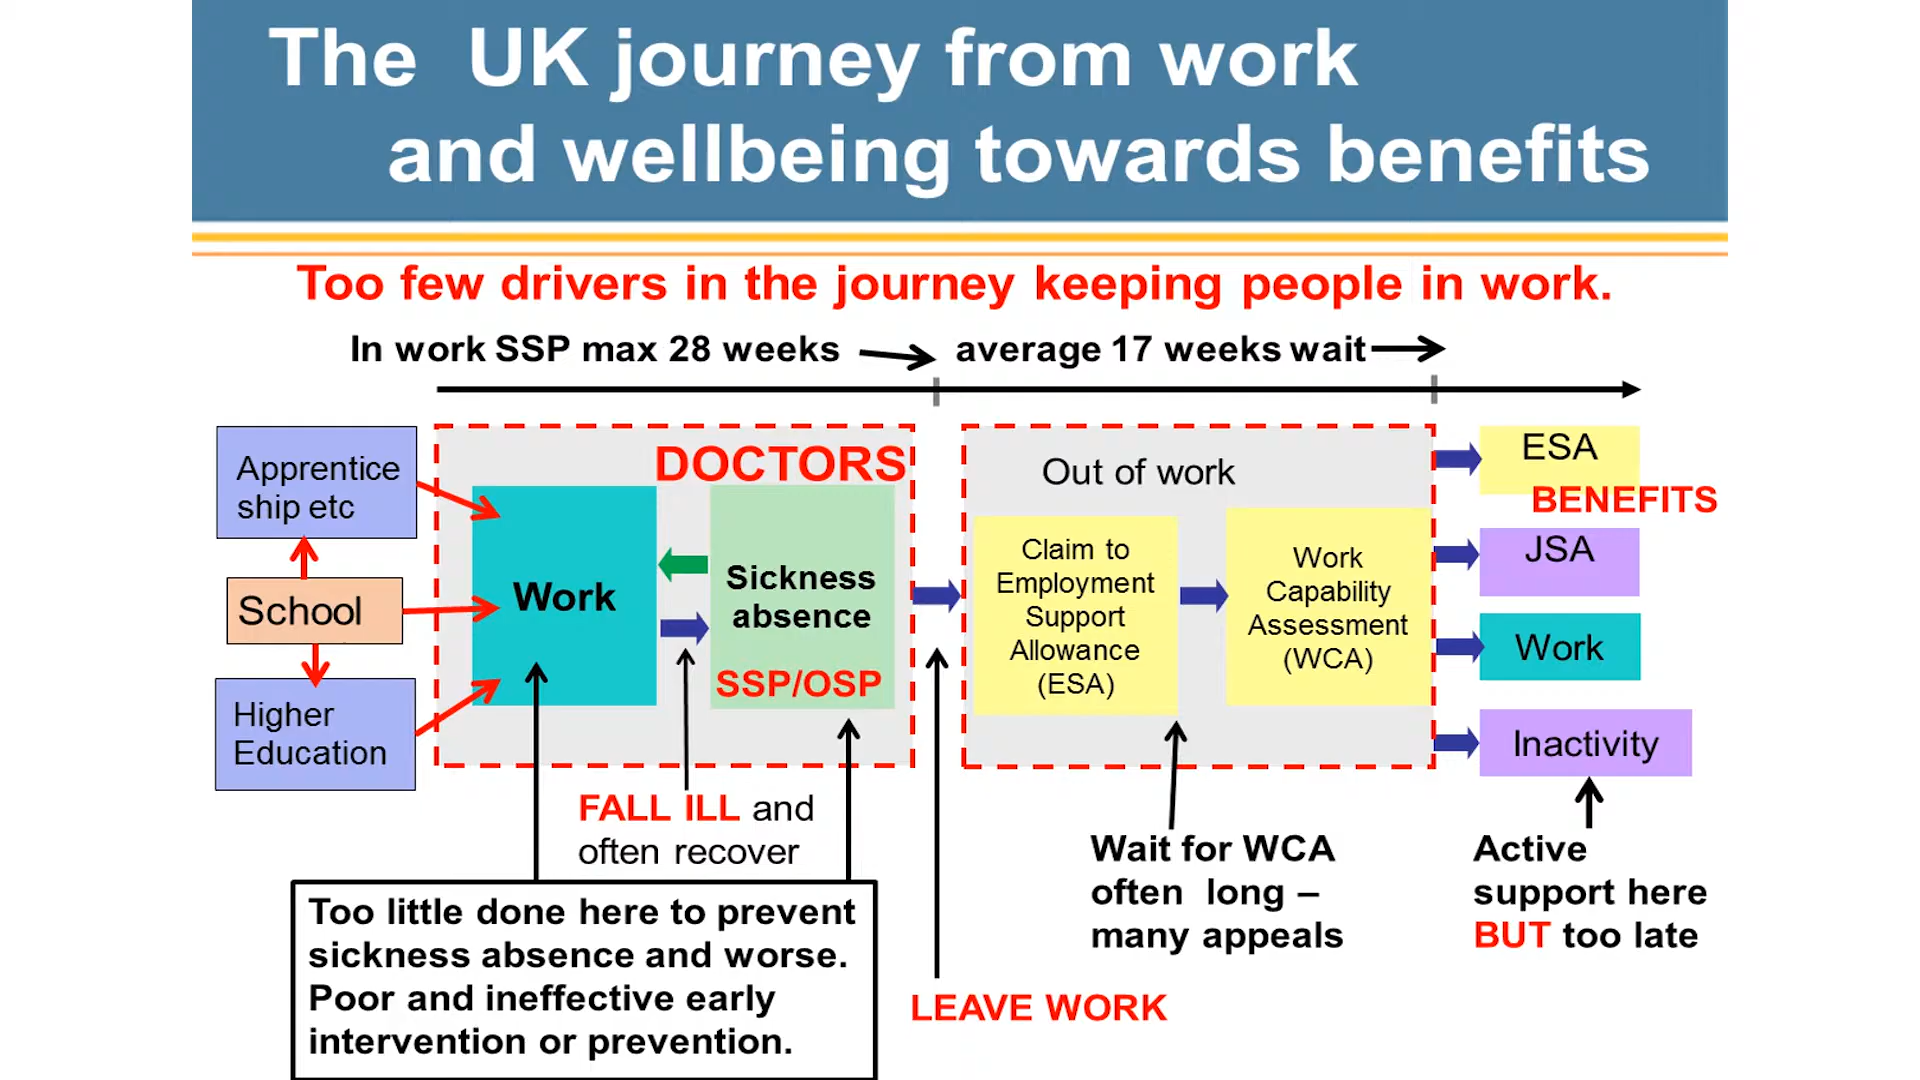 The UK journey from work
and wellbeing towards benefits
Too few drivers in the journey keeping people in work.
In work SSP max 28 weeks
average 17 weeks wait
Apprentice
ship etc
School
Higher
Education
DOCTORS
Work
Sickness
absence
SSP/OSP
Out of work
Claim to
Employment
Support
Allowance
(ESA)
Work
Capability
Assessment
(WCA)
ESA
BENEFITS
JSA
Work
Inactivity
FALL ILL and
often recover
Too little done here to prevent
sickness absence and worse.
Poor and ineffective early
intervention or prevention.
LEAVE WORK
Wait for WCA
often long –
many appeals
Active
support here
BUT too late